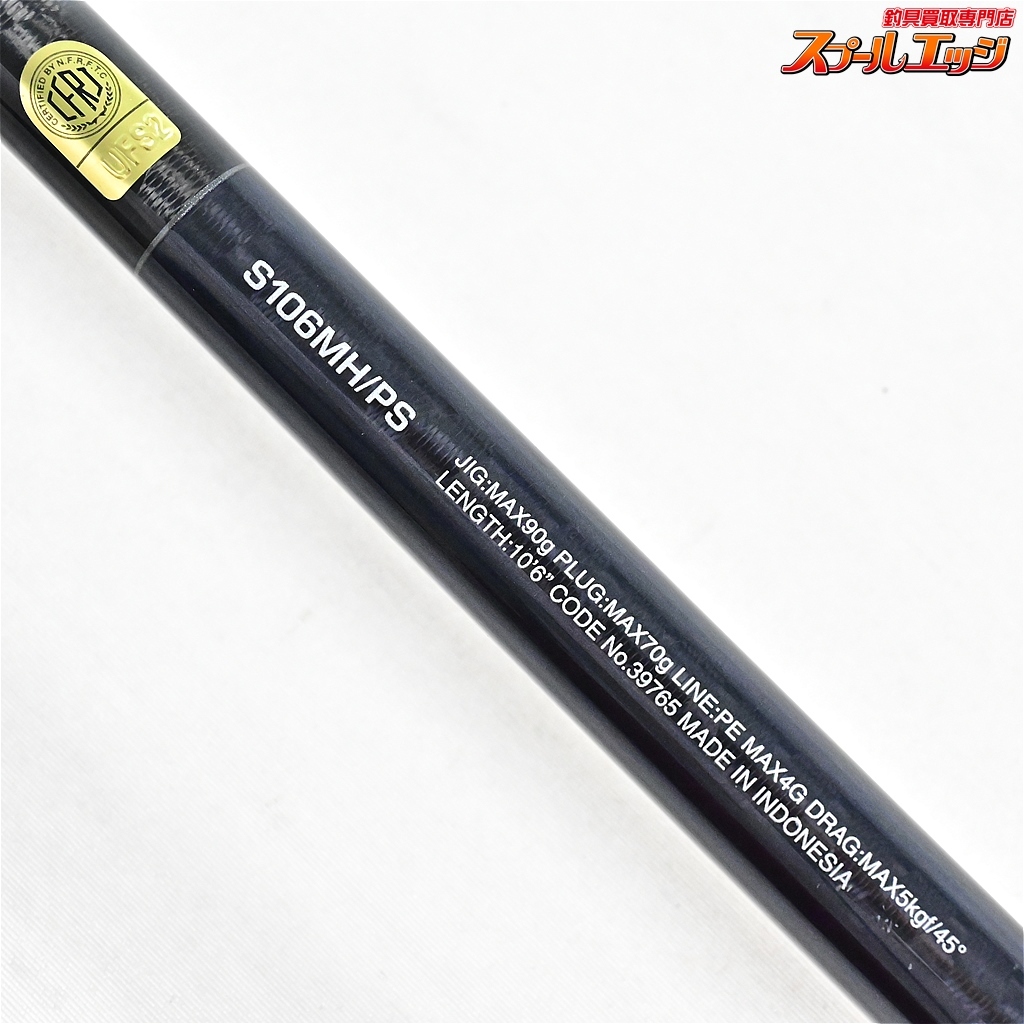 釣具買取専門店
スプールエッジ
CERTIFIED BY N.F.R.F.T.C
CFRJ
UFS2
S106MH/PS
JIG:MAX90g PLUG:MAX70g LINE:PE MAX4G DRAG:MAX5kgf/45°
LENGTH:10'6" CODE No.39765 MADE IN INDONESIA